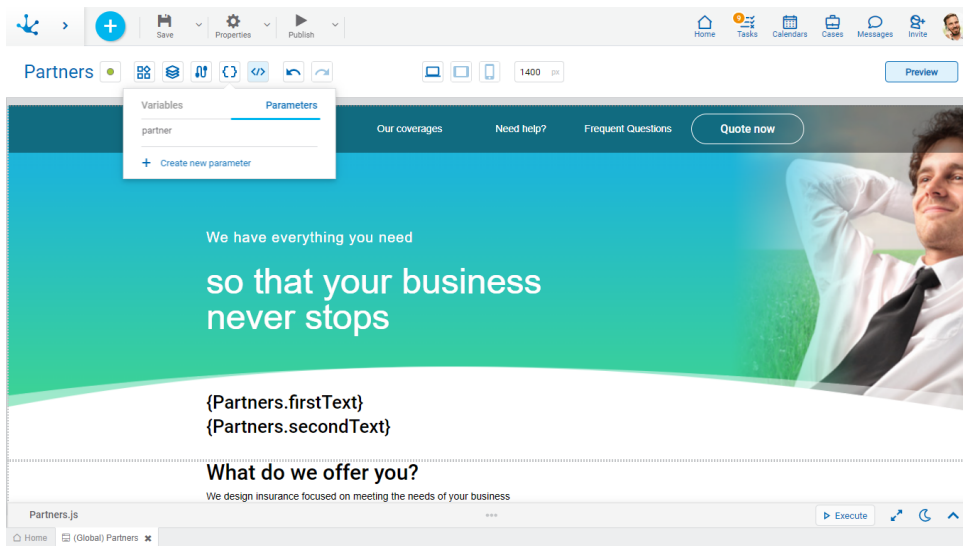 Save
Properties
Publish
Home
9
Tasks
Calendars
Cases
Messages
Invite
Partners
1400 px
Preview
Variables
Parameters
partner
+ Create new parameter
Our coverages
Need help?
Frequent Questions
Quote now
We have everything you need
so that your business
never stops
{Partners.firstText}
{Partners.secondText}
What do we offer you?
We design insurance focused on meeting the needs of your business
Partners.js
Execute
Home
(Global) Partners